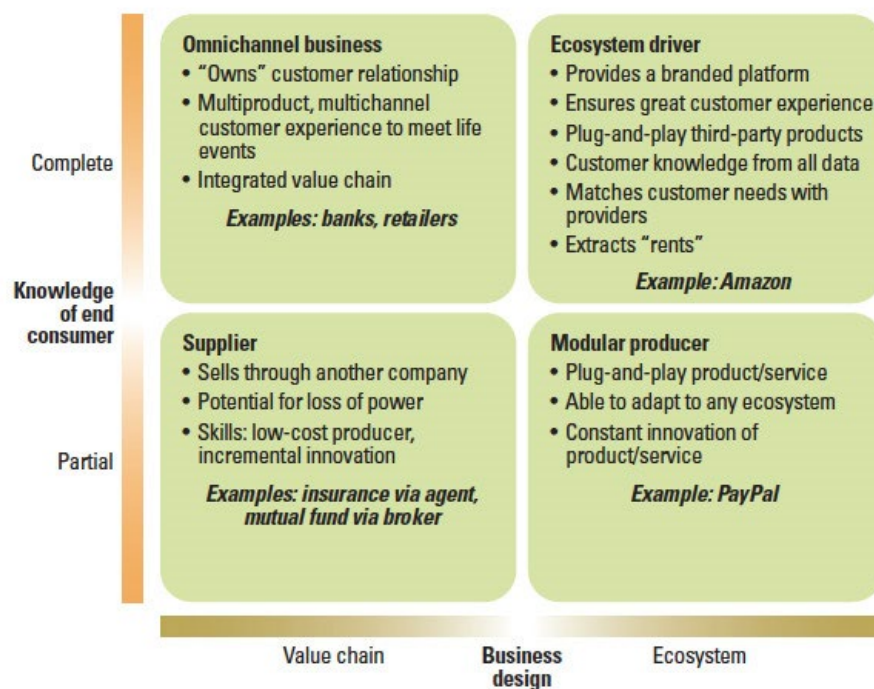 Omnichannel business
• “Owns” customer relationship
• Multiproduct, multichannel
customer experience to meet life
events
• Integrated value chain
Examples: banks, retailers
Ecosystem driver
• Provides a branded platform
• Ensures great customer experience
• Plug-and-play third-party products
• Customer knowledge from all data
• Matches customer needs with
providers
• Extracts “rents”
Example: Amazon
Complete
Knowledge
of end
consumer
Partial
Supplier
• Sells through another company
• Potential for loss of power
• Skills: low-cost producer,
incremental innovation
Examples: insurance via agent,
mutual fund via broker
Modular producer
• Plug-and-play product/service
• Able to adapt to any ecosystem
• Constant innovation of
product/service
Example: PayPal
Value chain
Business
design
Ecosystem